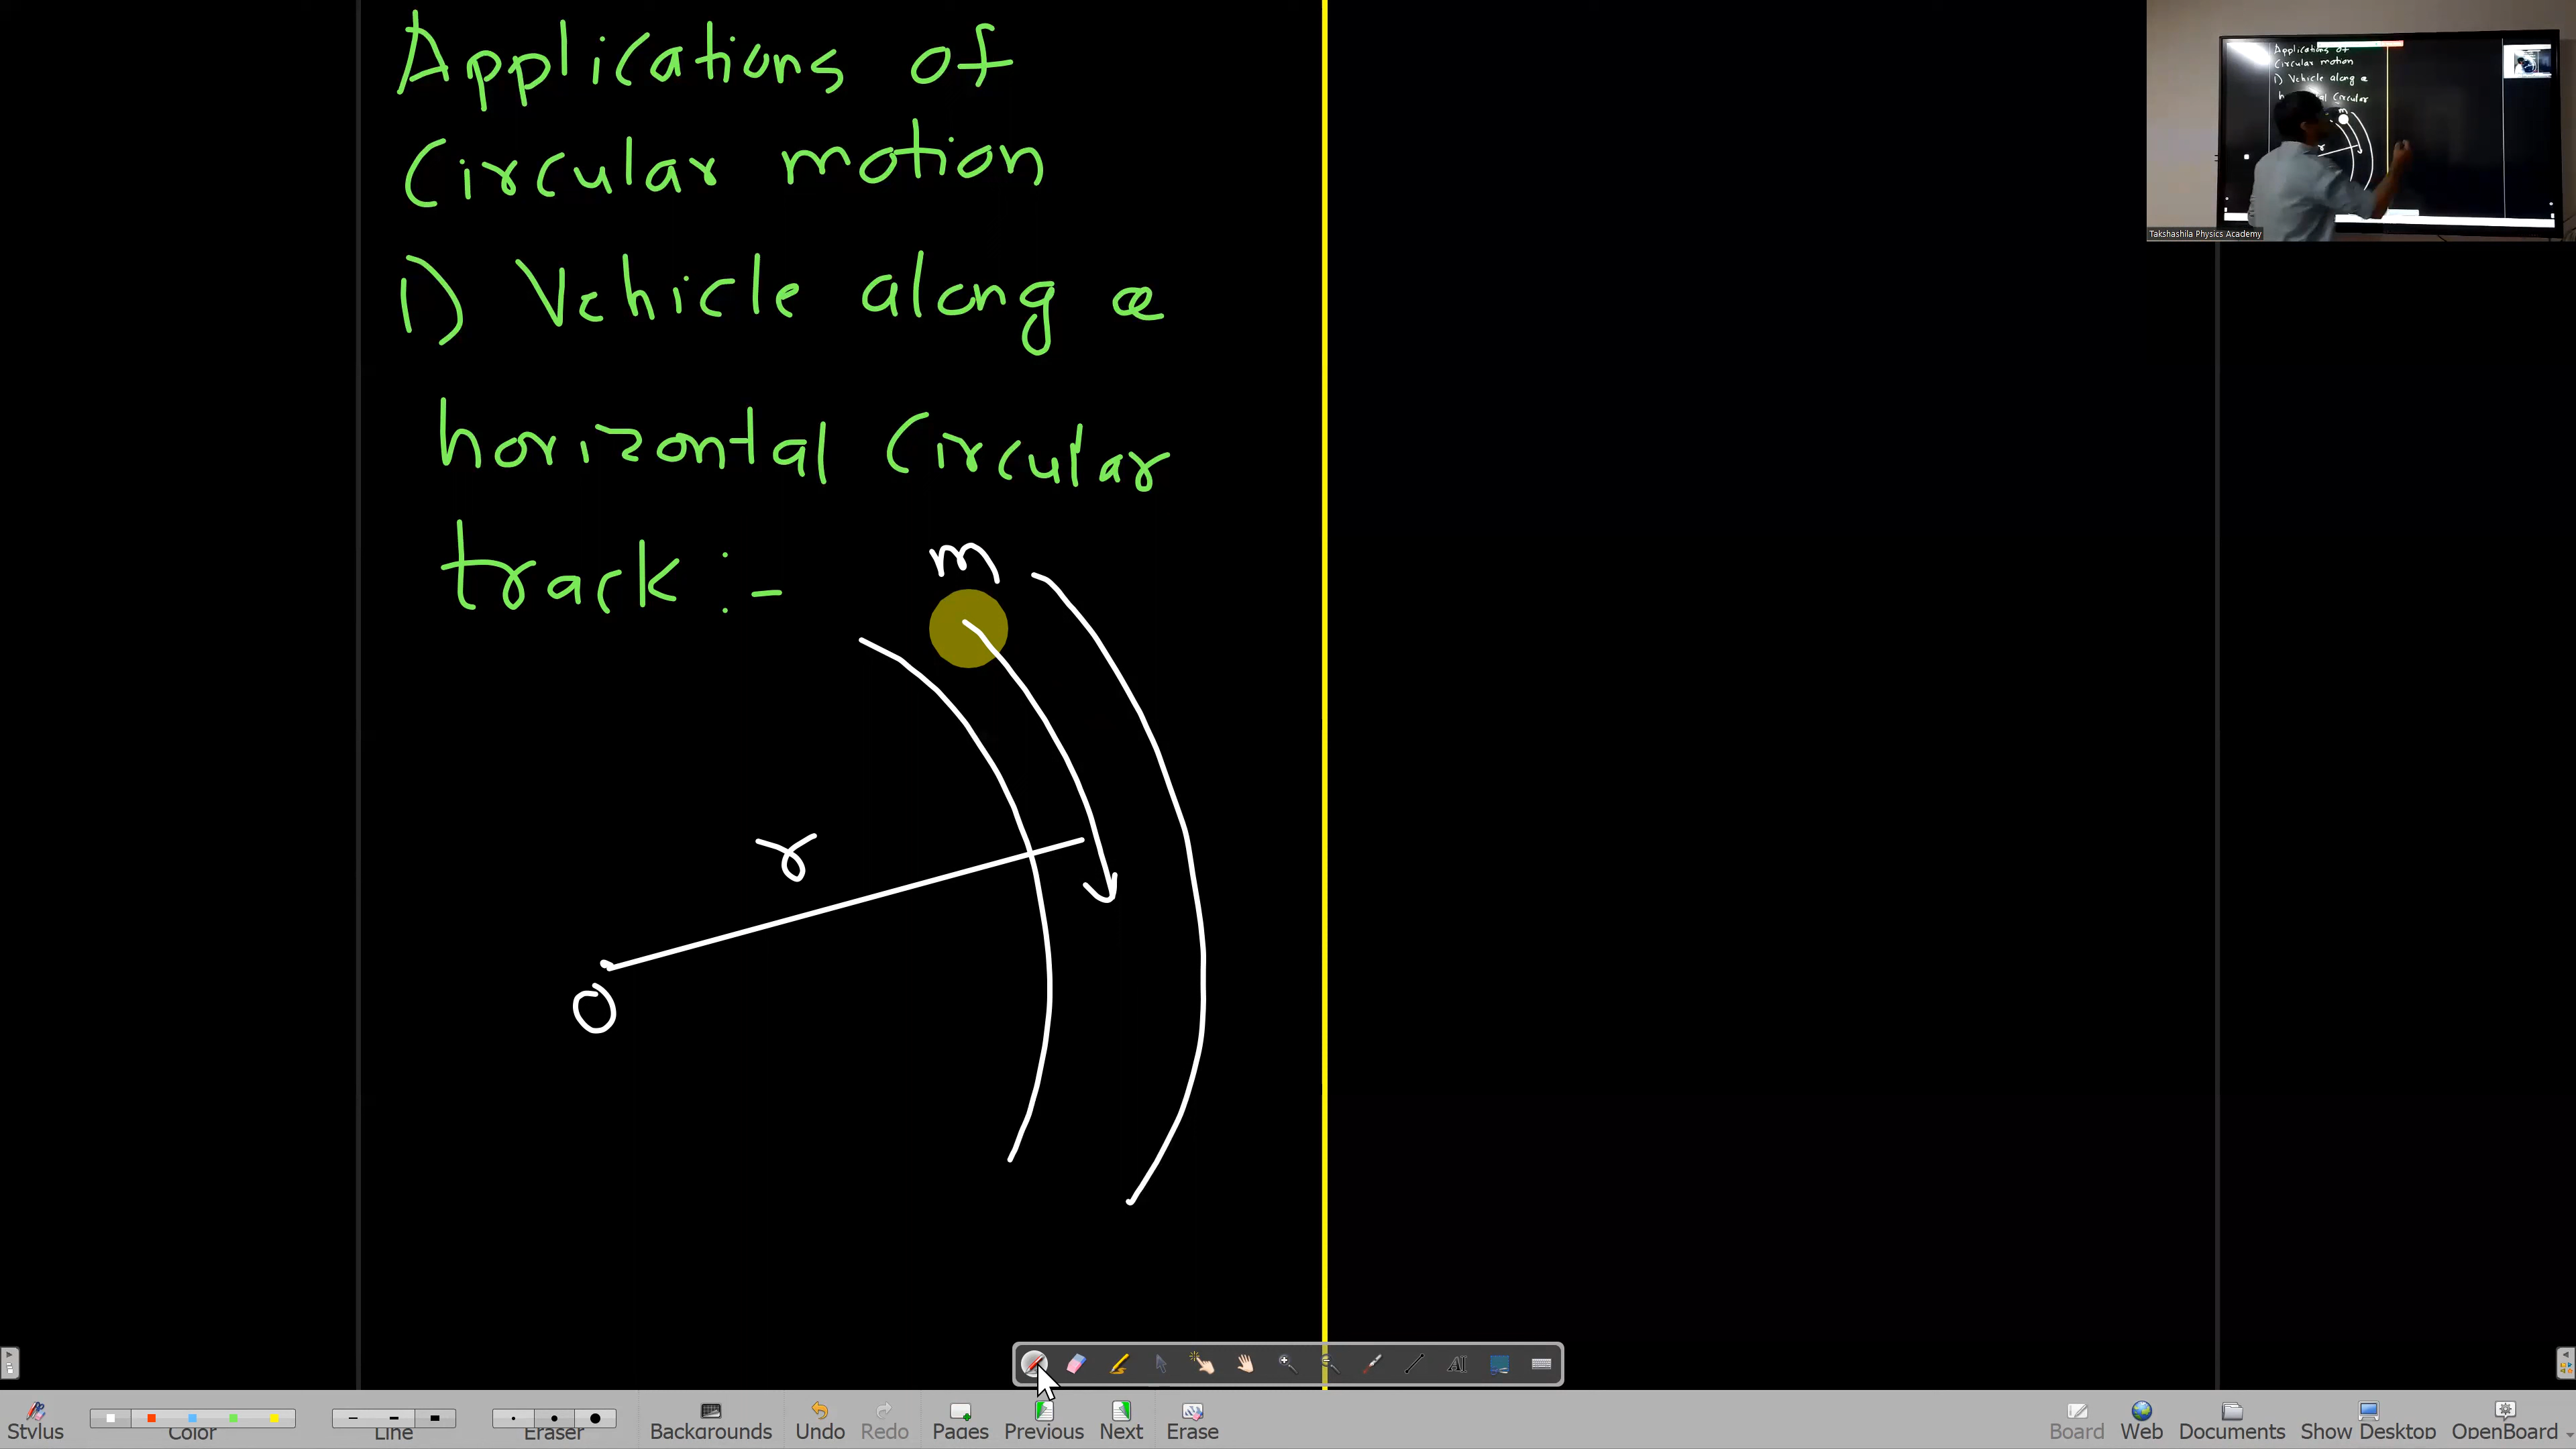 Applications of
Circular motion
1) Vehicle along a
horizontal Circular
track :-
m
r
O
Takshashila Physics Academy
Stylus
Color
Line
Eraser
Backgrounds
Undo
Redo
Pages
Previous
Next
Erase
Board
Web
Documents
Show Desktop
OpenBoard